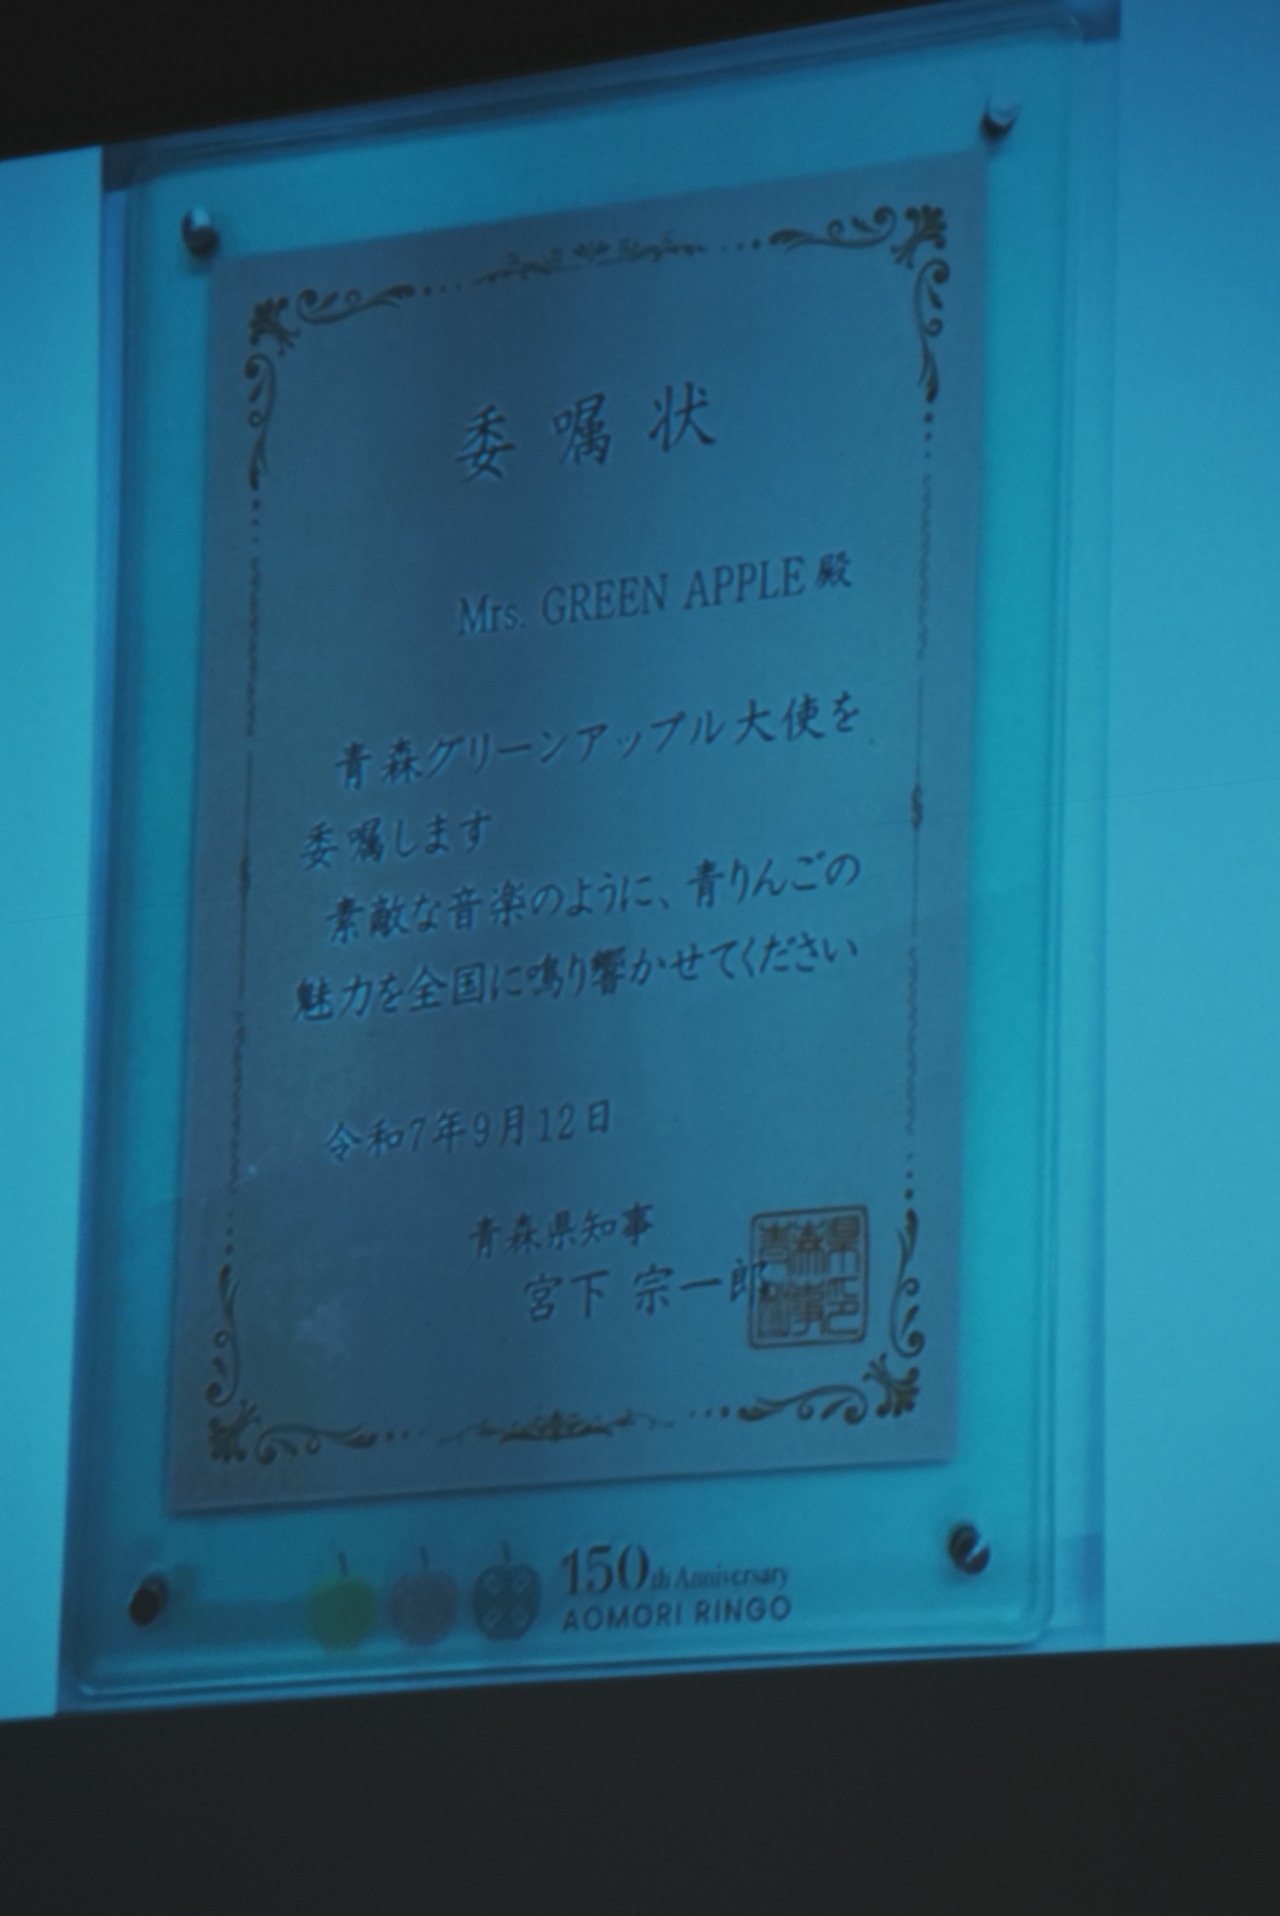 委嘱状
Mrs. GREEN APPLE 殿
青森グリーンアップル大使を
委嘱します
素敵な音楽のように、青りんごの
魅力を全国に鳴り響かせてください
令和7年9月12日
青森県知事
宮下 宗一郎
150th Anniversary
AOMORI RINGO